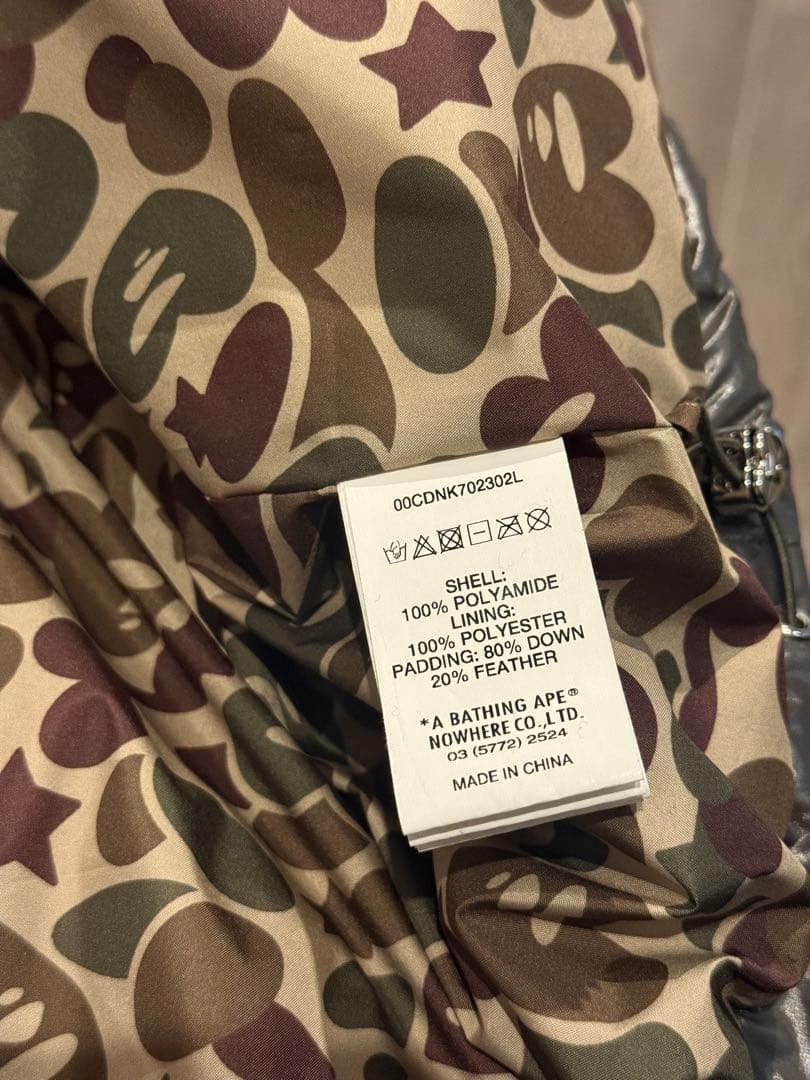 00CDNK702302L
SHELL:
100% POLYAMIDE
LINING:
100% POLYESTER
PADDING: 80% DOWN
20% FEATHER
*A BATHING APE®
NOWHERE CO.,LTD.
03 (5772) 2524
MADE IN CHINA